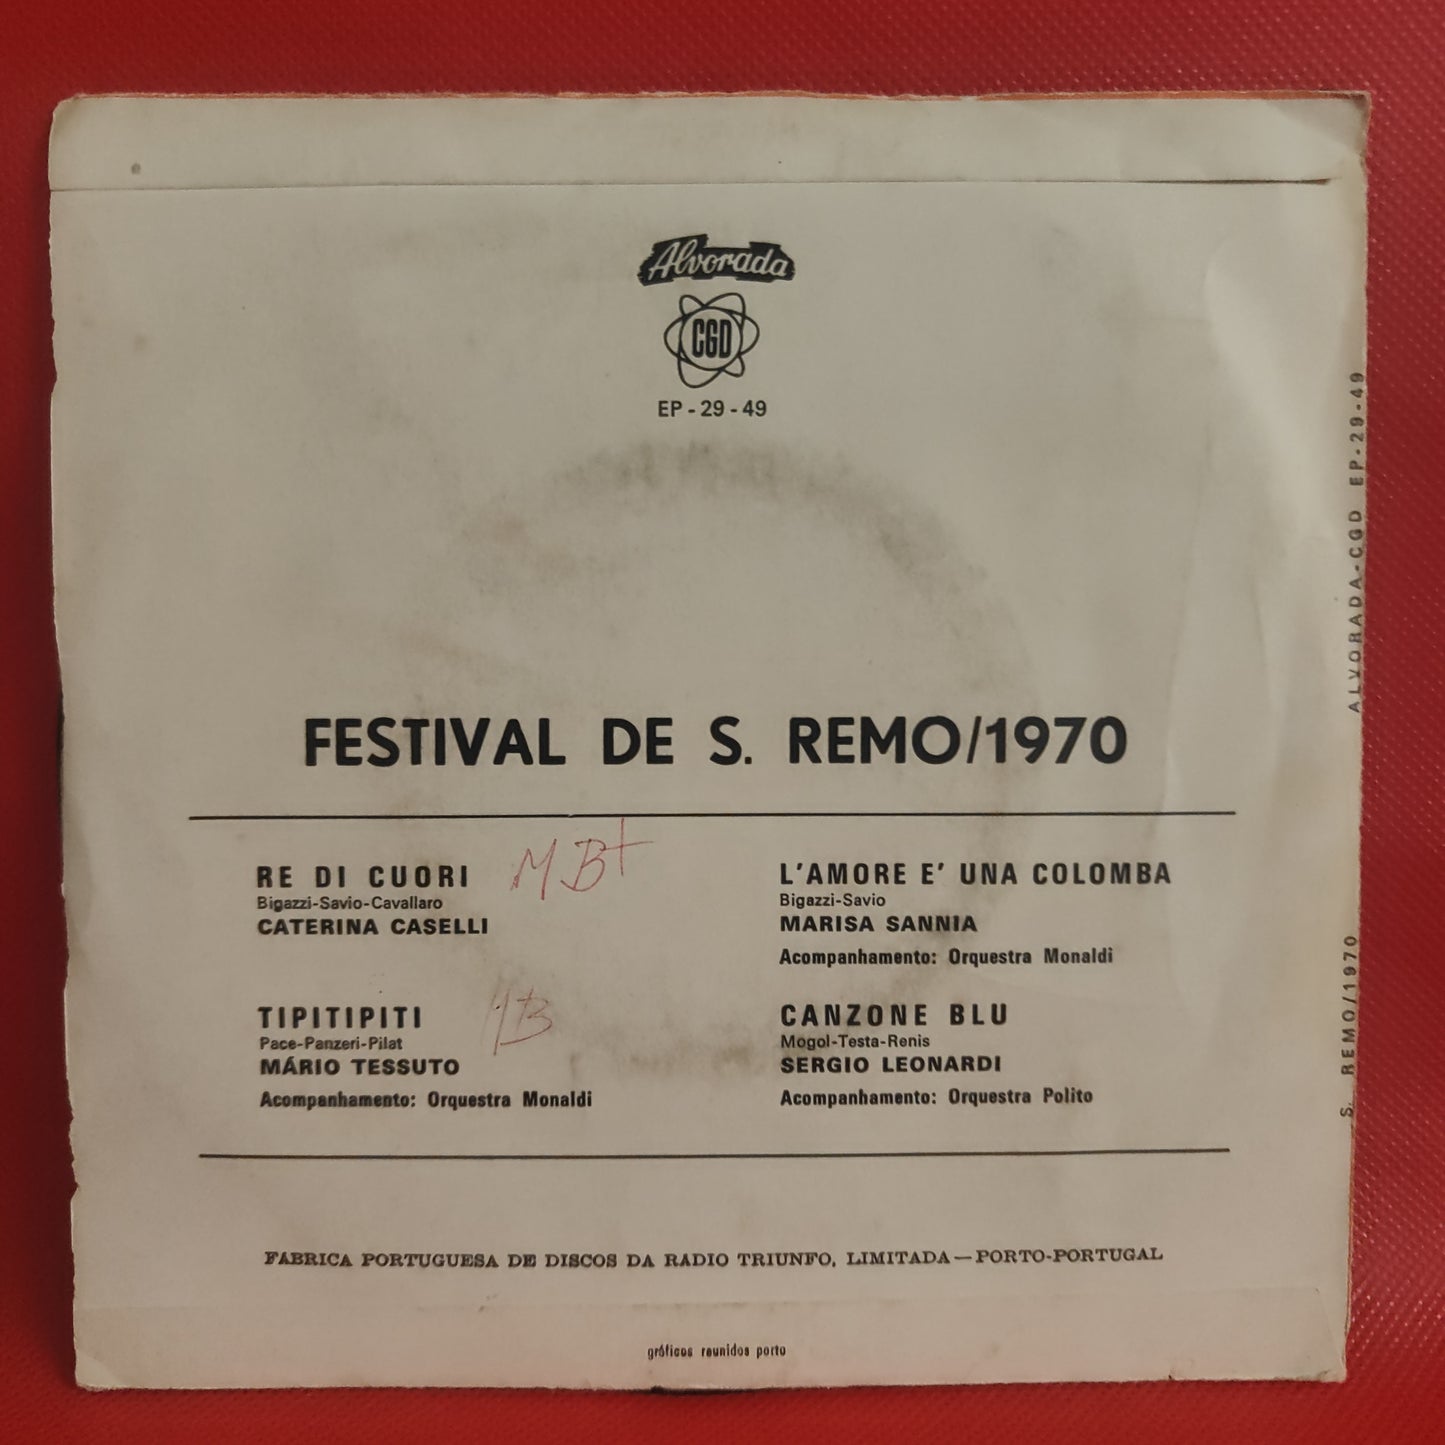 Alvorada
CGD
EP - 29 - 49
FESTIVAL DE S. REMO/1970
RE DI CUORI
Bigazzi-Savio-Cavallaro
CATERINA CASELLI
MB+
TIPITIPITI
Pace-Panzeri-Pilat
MÁRIO TESSUTO
Acompanhamento: Orquestra Monaldi
MB
L'AMORE E' UNA COLOMBA
Bigazzi-Savio
MARISA SANNIA
Acompanhamento: Orquestra Monaldi
CANZONE BLU
Mogol-Testa-Renis
SERGIO LEONARDI
Acompanhamento: Orquestra Polito
FABRICA PORTUGUESA DE DISCOS DA RADIO TRIUNFO, LIMITADA — PORTO-PORTUGAL
gráficos reunidos porto
S. REMO/1970 ALVORADA-CGD EP-29-49